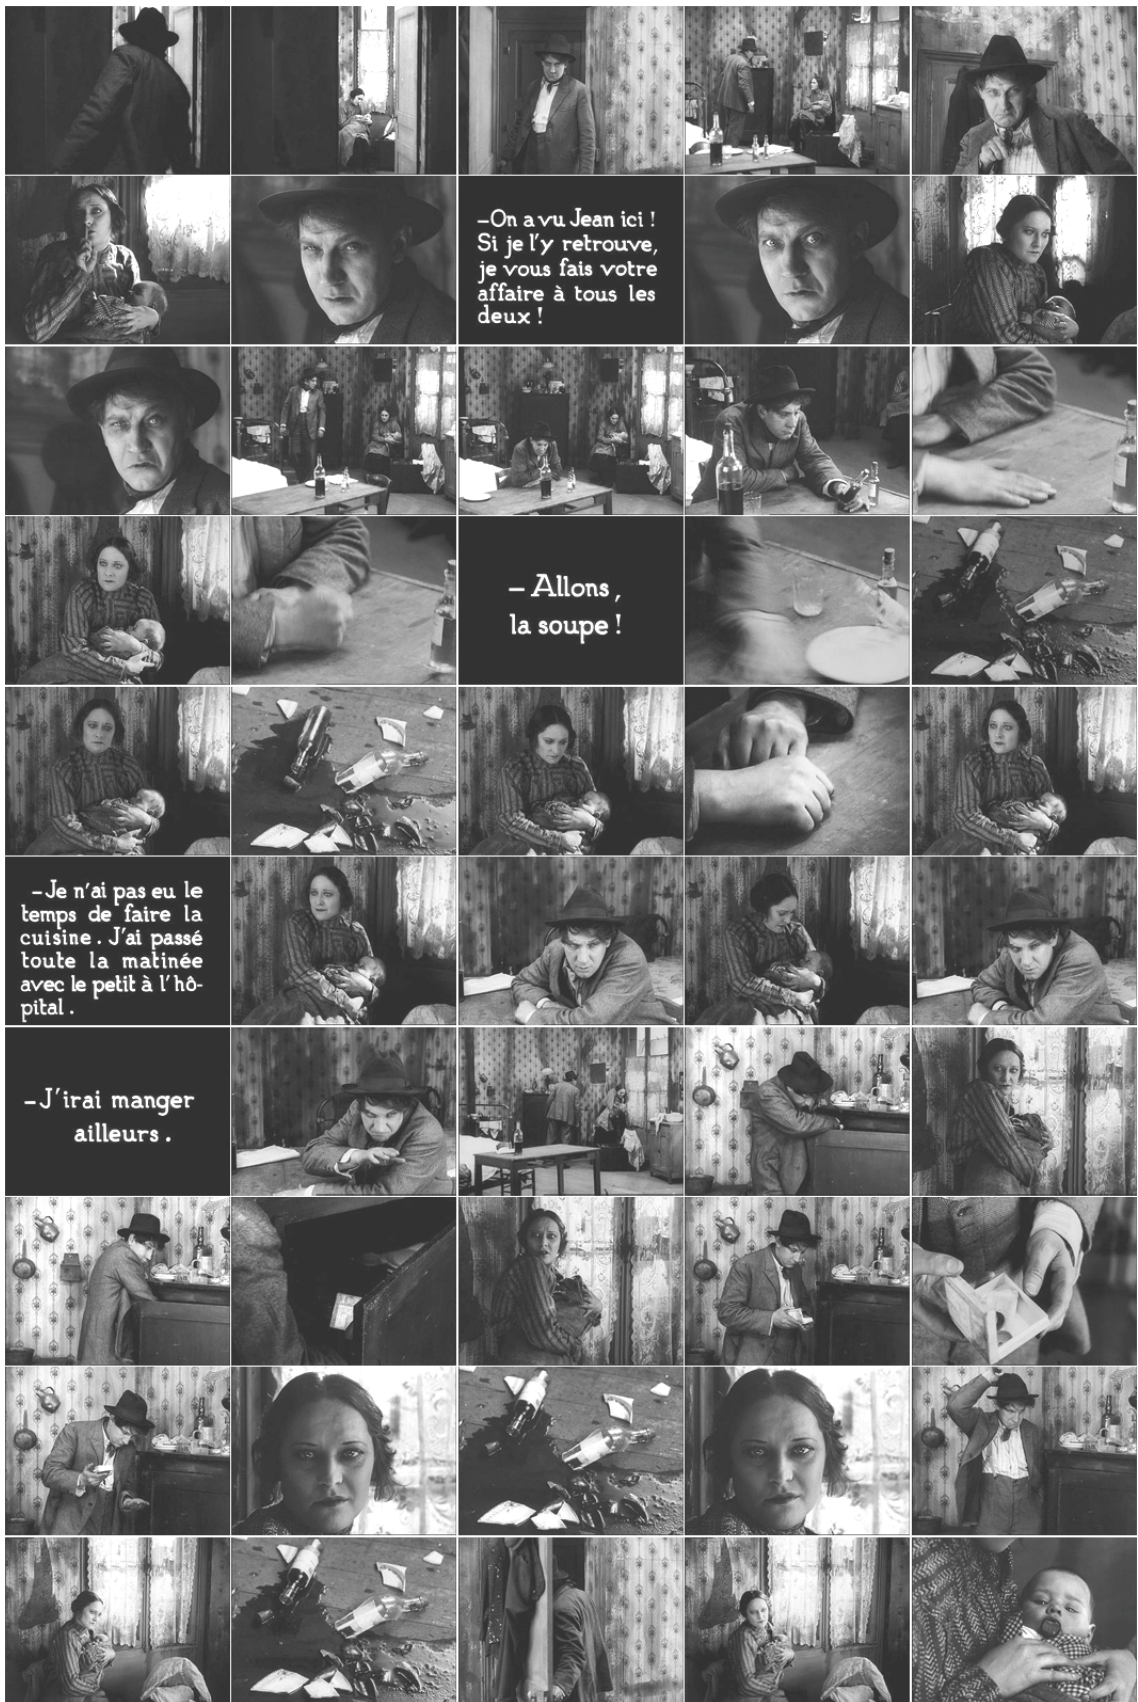 –On a vu Jean ici !
Si je l'y retrouve,
je vous fais votre
affaire à tous les
deux !
– Allons,
la soupe !
–Je n'ai pas eu le
temps de faire la
cuisine. J'ai passé
toute la matinée
avec le petit à l'hô-
pital.
–J'irai manger
ailleurs.